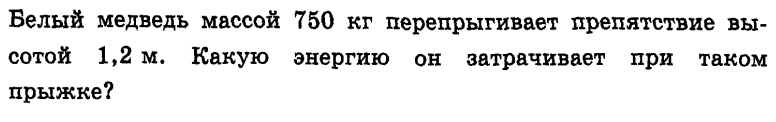 Белый медведь массой 750 кг перепрыгивает препятствие вы-
сотой 1,2 м. Какую энергию он затрачивает при таком
прыжке?